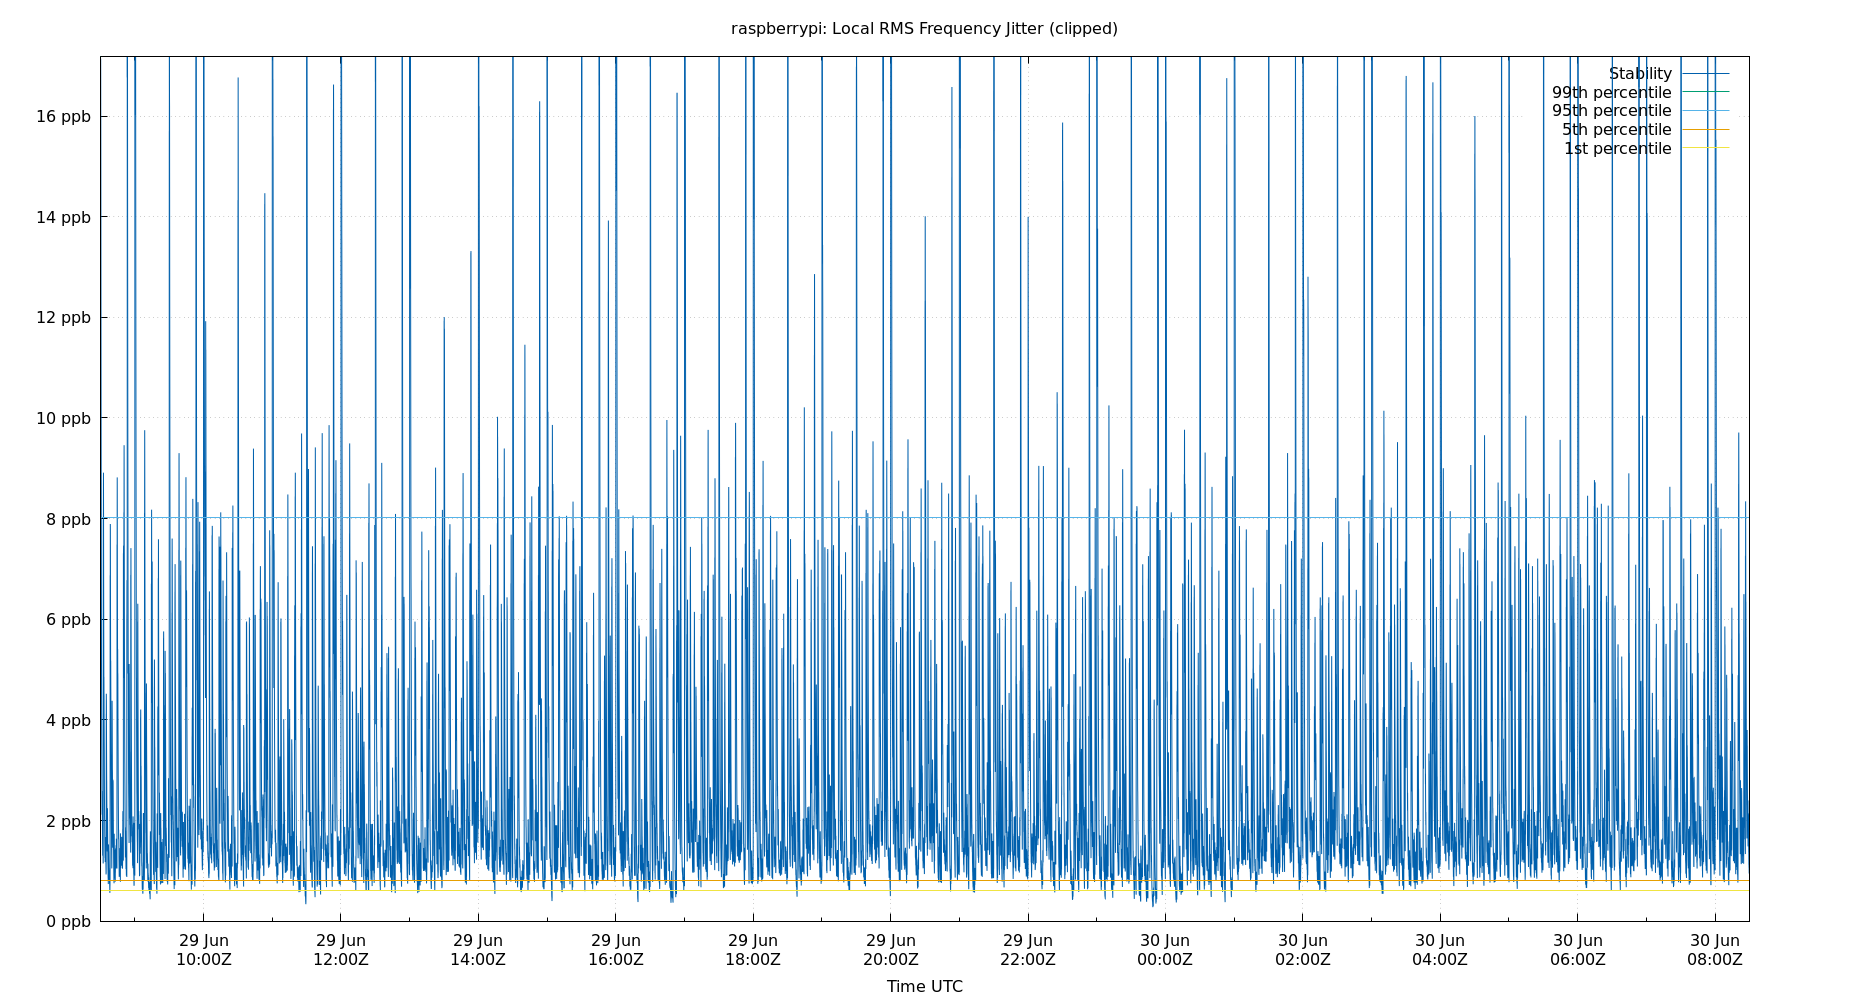 raspberrypi: Local RMS Frequency Jitter (clipped)
Stability
99th percentile
95th percentile
5th percentile
1st percentile
16 ppb
14 ppb
12 ppb
10 ppb
8 ppb
6 ppb
4 ppb
2 ppb
0 ppb
29 Jun 29 Jun 29 Jun 29 Jun 29 Jun 29 Jun 29 Jun 30 Jun 30 Jun 30 Jun 30 Jun 30 Jun
10:00Z 12:00Z 14:00Z 16:00Z 18:00Z 20:00Z 22:00Z 00:00Z 02:00Z 04:00Z 06:00Z 08:00Z
Time UTC